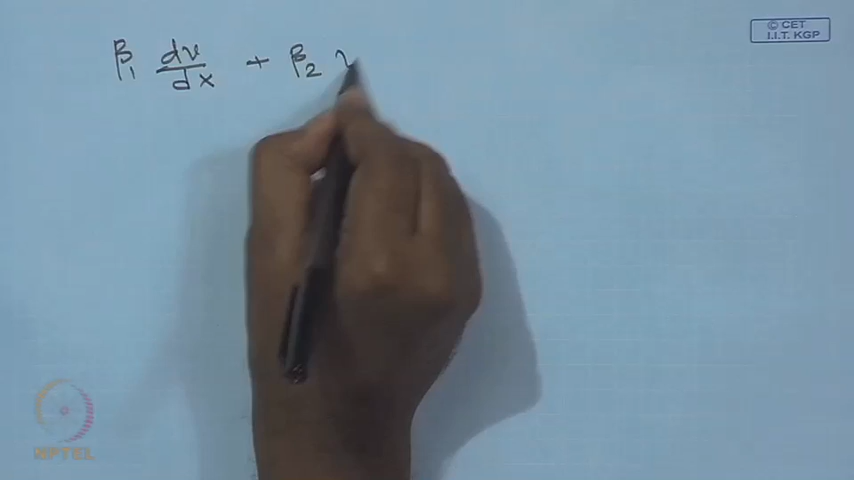 β₁ dv/dx + β₂
© CET
I.I.T. KGP
NPTEL